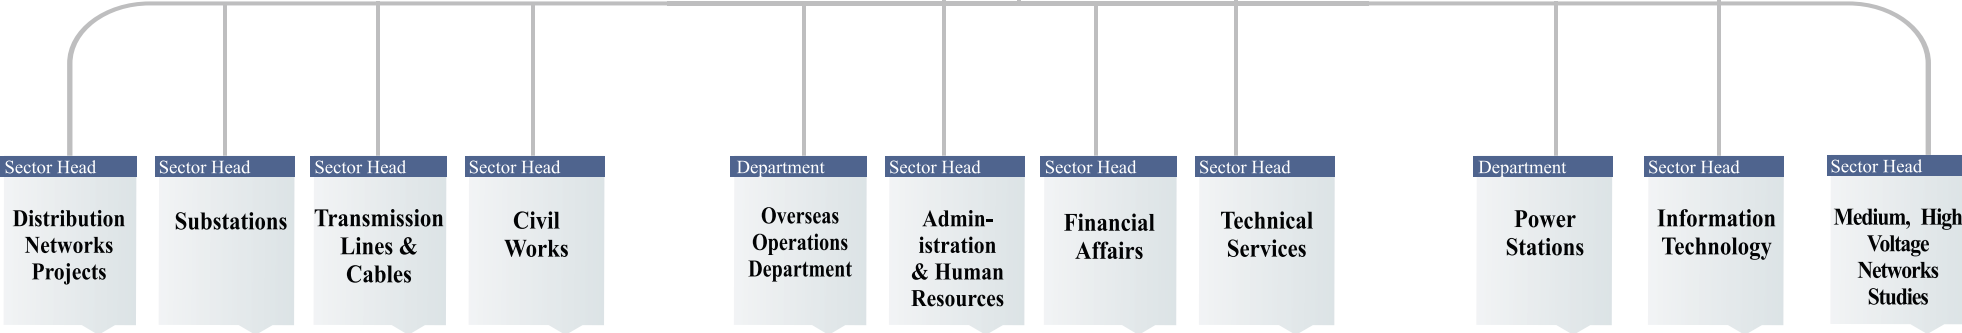 Sector Head
Distribution
Networks
Projects
Sector Head
Substations
Sector Head
Transmission
Lines &
Cables
Sector Head
Civil
Works
Department
Overseas
Operations
Department
Sector Head
Admin-
istration
& Human
Resources
Sector Head
Financial
Affairs
Sector Head
Technical
Services
Department
Power
Stations
Sector Head
Information
Technology
Sector Head
Medium, High
Voltage
Networks
Studies